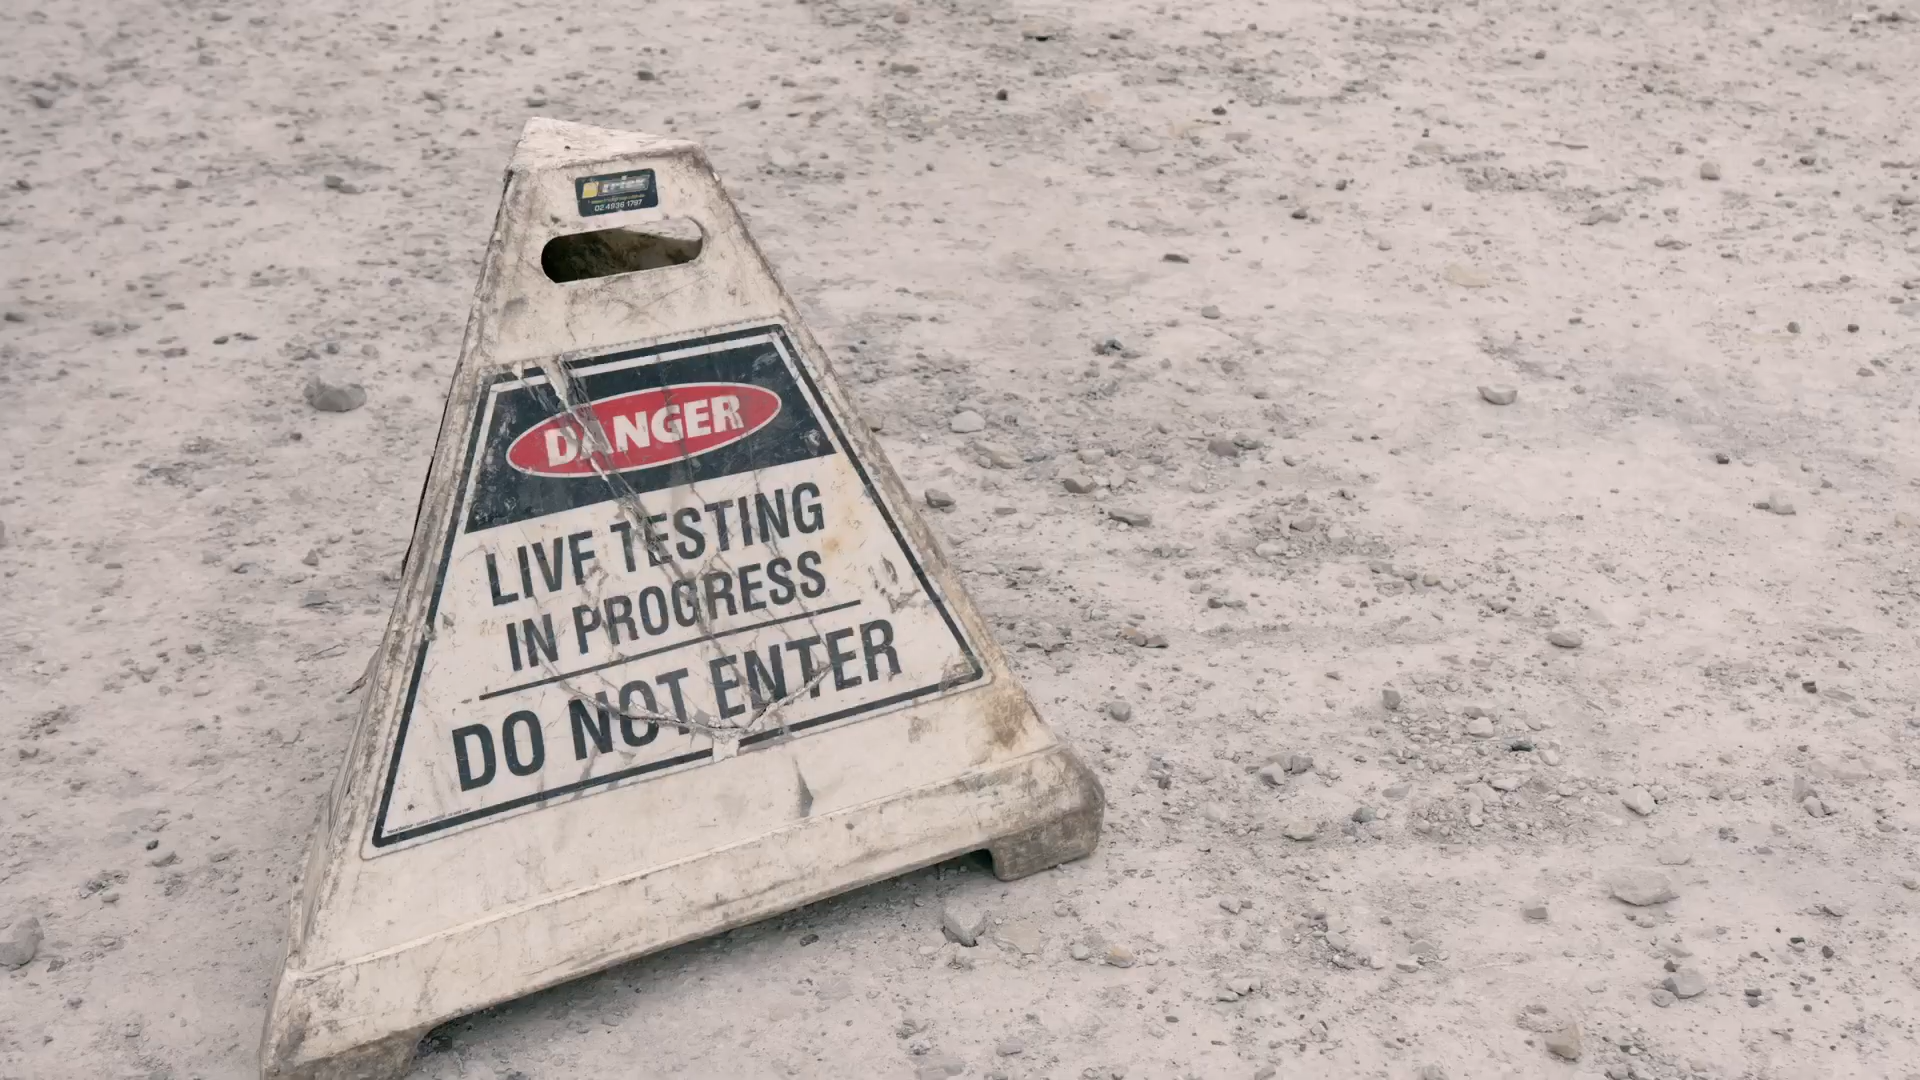 02 4936 1797
DANGER
LIVE TESTING
IN PROGRESS
DO NOT ENTER